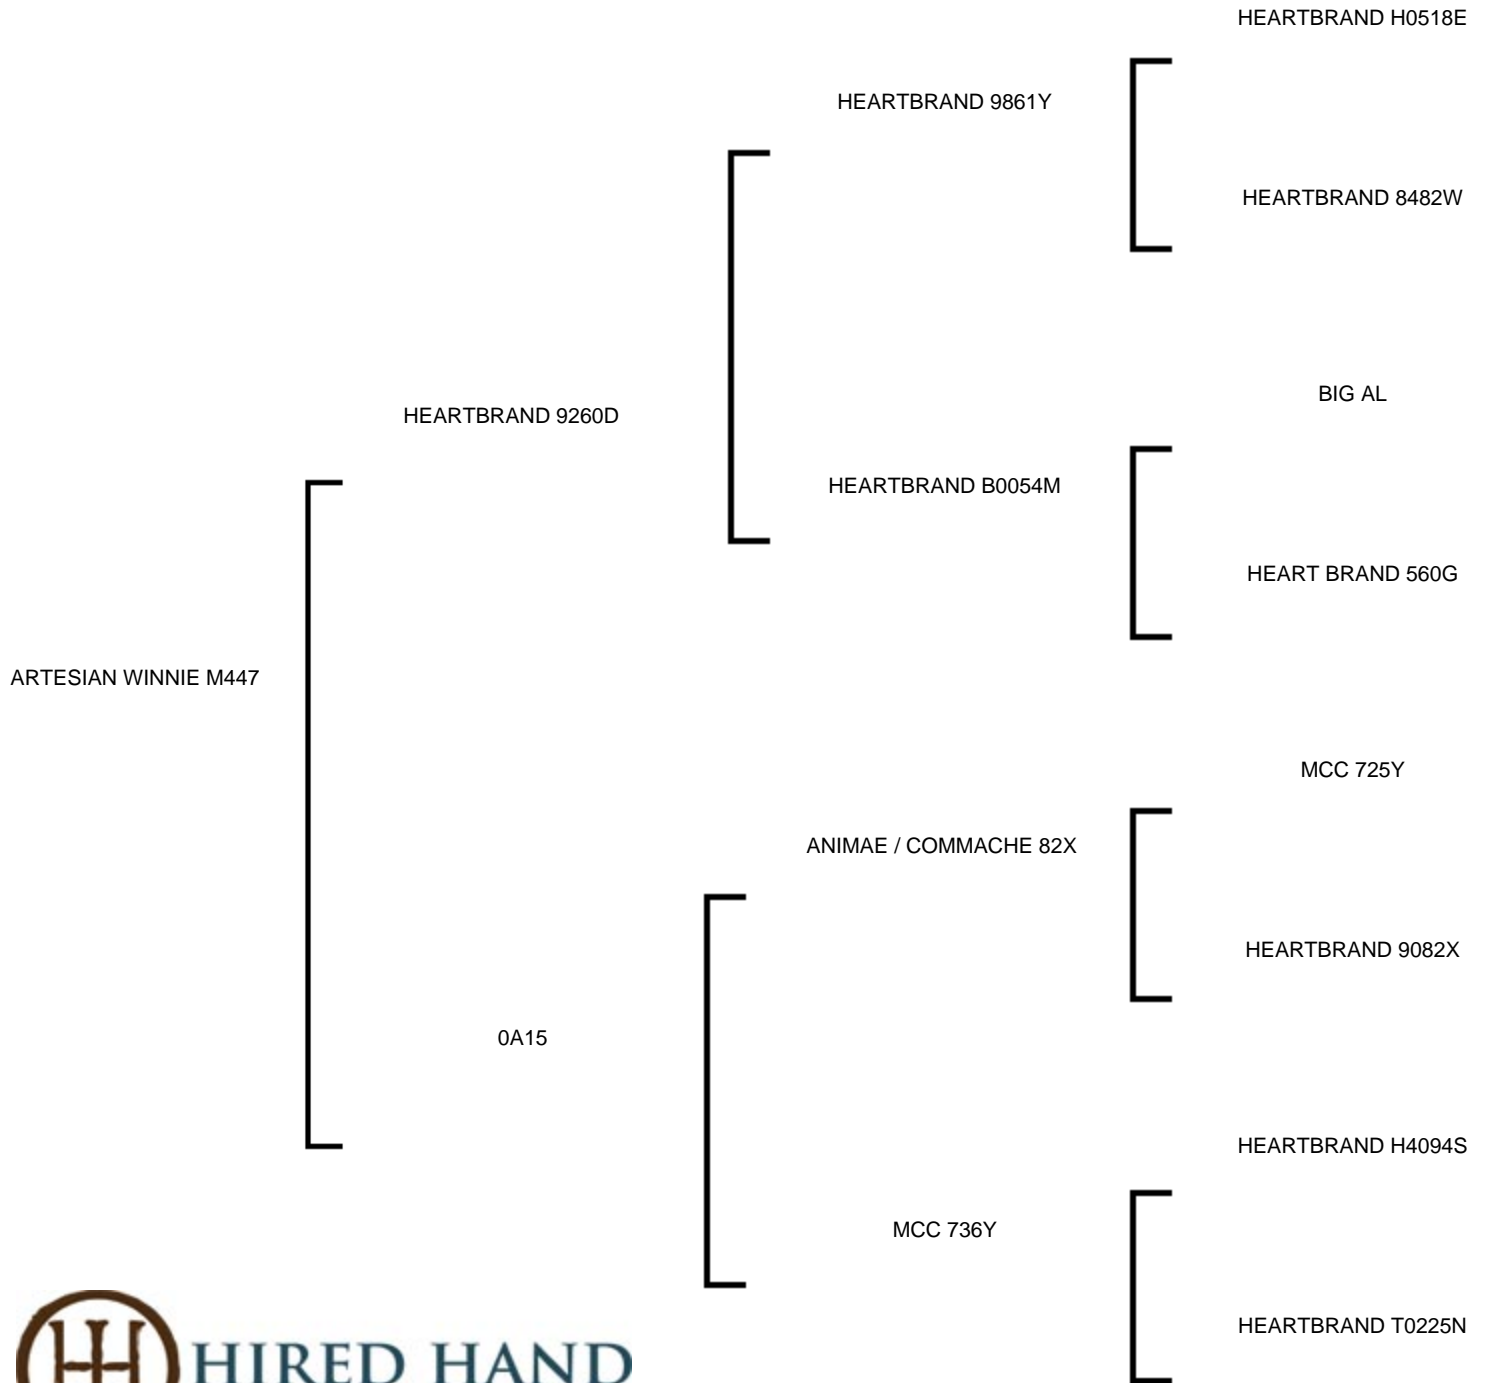 HEARTBRAND H0518E
HEARTBRAND 9861Y
HEARTBRAND 8482W
BIG AL
HEARTBRAND 9260D
HEARTBRAND B0054M
HEART BRAND 560G
ARTESIAN WINNIE M447
MCC 725Y
ANIMAE / COMMACHE 82X
HEARTBRAND 9082X
0A15
HEARTBRAND H4094S
MCC 736Y
HEARTBRAND T0225N
HIRED HAND